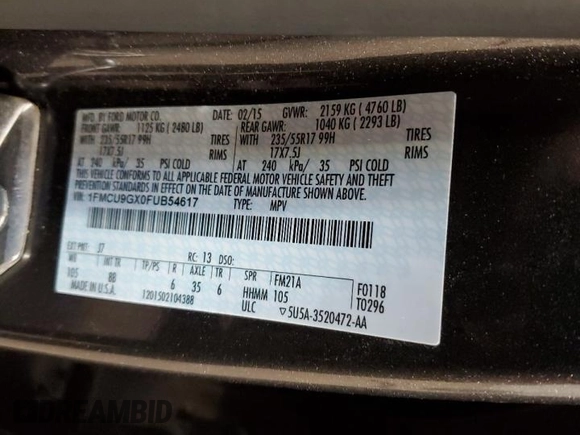 MFD. BY FORD MOTOR CO. 02/15 GVWR: 2159 KG ( 4760 LB)
FRONT GAWR: 1125 KG ( 2480 LB) REAR GAWR: 1040 KG ( 2293 LB)
WITH 235/55R17 99H TIRES WITH 235/55R17 99H TIRES
17X7.5J RIMS 17X7.5J RIMS
AT 240 kPa/ 35 PSI COLD AT 240 kPa/ 35 PSI COLD
THIS VEHICLE CONFORMS TO ALL APPLICABLE FEDERAL MOTOR VEHICLE SAFETY AND THEFT
PREVENTION STANDARDS IN EFFECT ON THE DATE OF MANUFACTURE SHOWN ABOVE.
VIN: 1FMCU9GX0FUB54617 TYPE: MPV
EXT PNT: J7 RC: 13 DSO:
INT TR TP/PS R AXLE TR SPR FM21A F0118
105 88 6 35 6 HHMM 105 T0296
MADE IN U.S.A. 1201502104388 ULC ▽5U5A-3520472-AA
DREAMBID